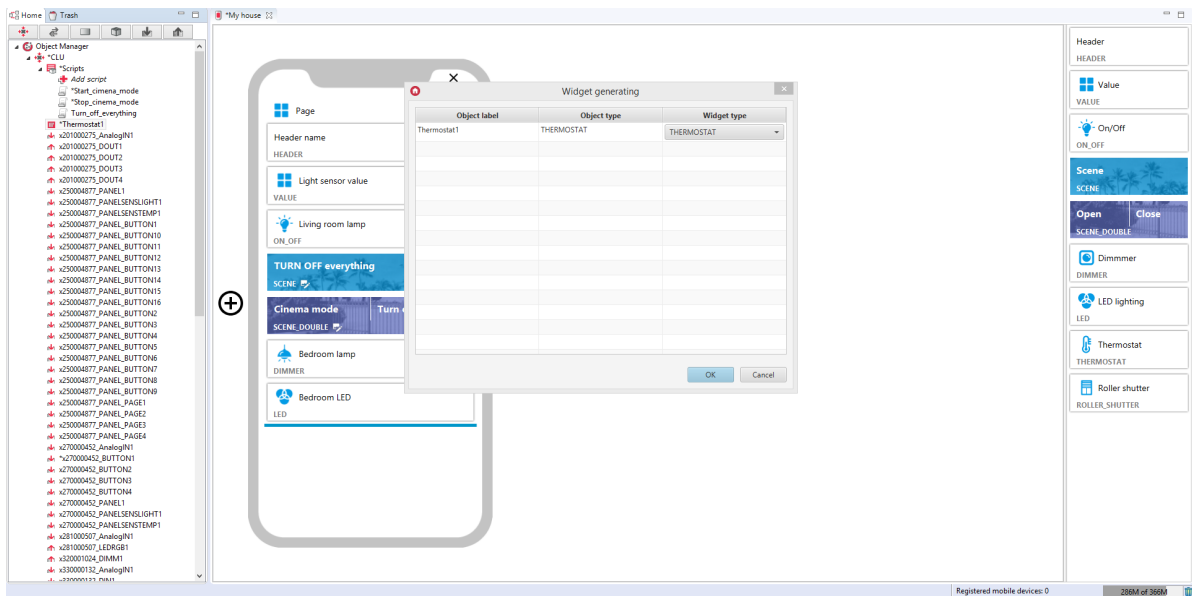 Home
Trash
*My house
Object Manager
*CLU
*Scripts
Add script
*Start_cimena_mode
*Stop_cinema_mode
Turn_off_everything
*Thermostat1
x201000275_AnalogIN1
x201000275_DOUT1
x201000275_DOUT2
x201000275_DOUT3
x201000275_DOUT4
x250004877_PANEL1
x250004877_PANELSENSLIGHT1
x250004877_PANELSENSTEMP1
x250004877_PANEL_BUTTON1
x250004877_PANEL_BUTTON10
x250004877_PANEL_BUTTON11
x250004877_PANEL_BUTTON12
x250004877_PANEL_BUTTON13
x250004877_PANEL_BUTTON14
x250004877_PANEL_BUTTON15
x250004877_PANEL_BUTTON16
x250004877_PANEL_BUTTON2
x250004877_PANEL_BUTTON3
x250004877_PANEL_BUTTON4
x250004877_PANEL_BUTTON5
x250004877_PANEL_BUTTON6
x250004877_PANEL_BUTTON7
x250004877_PANEL_BUTTON8
x250004877_PANEL_BUTTON9
x250004877_PANEL_PAGE1
x250004877_PANEL_PAGE2
x250004877_PANEL_PAGE3
x250004877_PANEL_PAGE4
x270000452_AnalogIN1
*x270000452_BUTTON1
x270000452_BUTTON2
x270000452_BUTTON3
x270000452_BUTTON4
x270000452_PANEL1
x270000452_PANELSENSLIGHT1
x270000452_PANELSENSTEMP1
x281000507_AnalogIN1
x281000507_LEDRGB1
x320001024_DIMM1
x330000132_AnalogIN1
x330000132_DIN1
Page
Header name
HEADER
Light sensor value
VALUE
Living room lamp
ON_OFF
TURN OFF everything
SCENE
Cinema mode
Turn
SCENE_DOUBLE
Bedroom lamp
DIMMER
Bedroom LED
LED
Widget generating
Object label Object type Widget type
Thermostat1 THERMOSTAT THERMOSTAT
OK Cancel
Header
HEADER
Value
VALUE
On/Off
ON_OFF
Scene
SCENE
Open Close
SCENE_DOUBLE
Dimmmer
DIMMER
LED lighting
LED
Thermostat
THERMOSTAT
Roller shutter
ROLLER_SHUTTER
Registered mobile devices: 0
286M of 366M